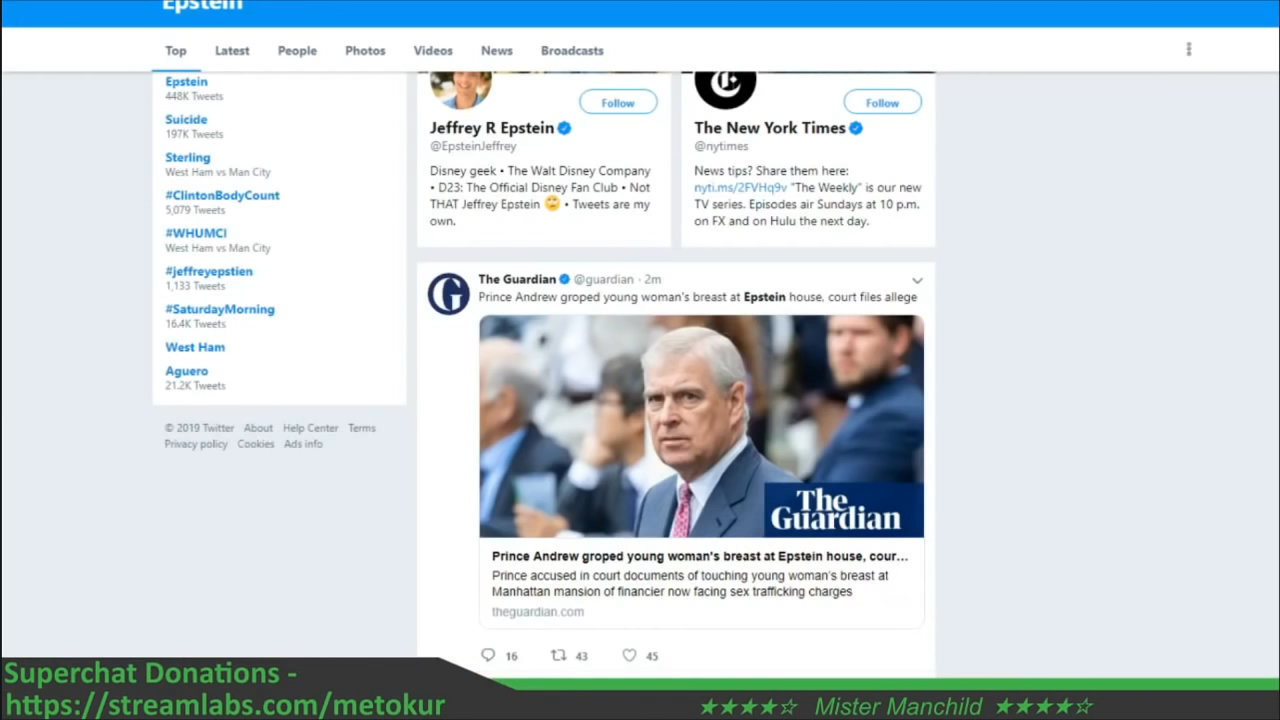 Epstein
Top Latest People Photos Videos News Broadcasts
Epstein
448K Tweets
Suicide
197K Tweets
Sterling
West Ham vs Man City
#ClintonBodyCount
5,079 Tweets
#WHUMCI
West Ham vs Man City
#jeffreyepstien
1,133 Tweets
#SaturdayMorning
16.4K Tweets
West Ham
Aguero
21.2K Tweets
© 2019 Twitter About Help Center Terms
Privacy policy Cookies Ads info
Follow
Jeffrey R Epstein
@EpsteinJeffrey
Disney geek • The Walt Disney Company
• D23: The Official Disney Fan Club • Not
THAT Jeffrey Epstein 🙄 • Tweets are my
own.
Follow
The New York Times
@nytimes
News tips? Share them here:
nyti.ms/2FVHq9v "The Weekly" is our new
TV series. Episodes air Sundays at 10 p.m.
on FX and on Hulu the next day.
The Guardian @guardian · 2m
Prince Andrew groped young woman's breast at Epstein house, court files allege
The
Guardian
Prince Andrew groped young woman's breast at Epstein house, cour...
Prince accused in court documents of touching young woman's breast at
Manhattan mansion of financier now facing sex trafficking charges
theguardian.com
16 43 45
Superchat Donations -
https://streamlabs.com/metokur
★★★★☆ Mister Manchild ★★★★☆